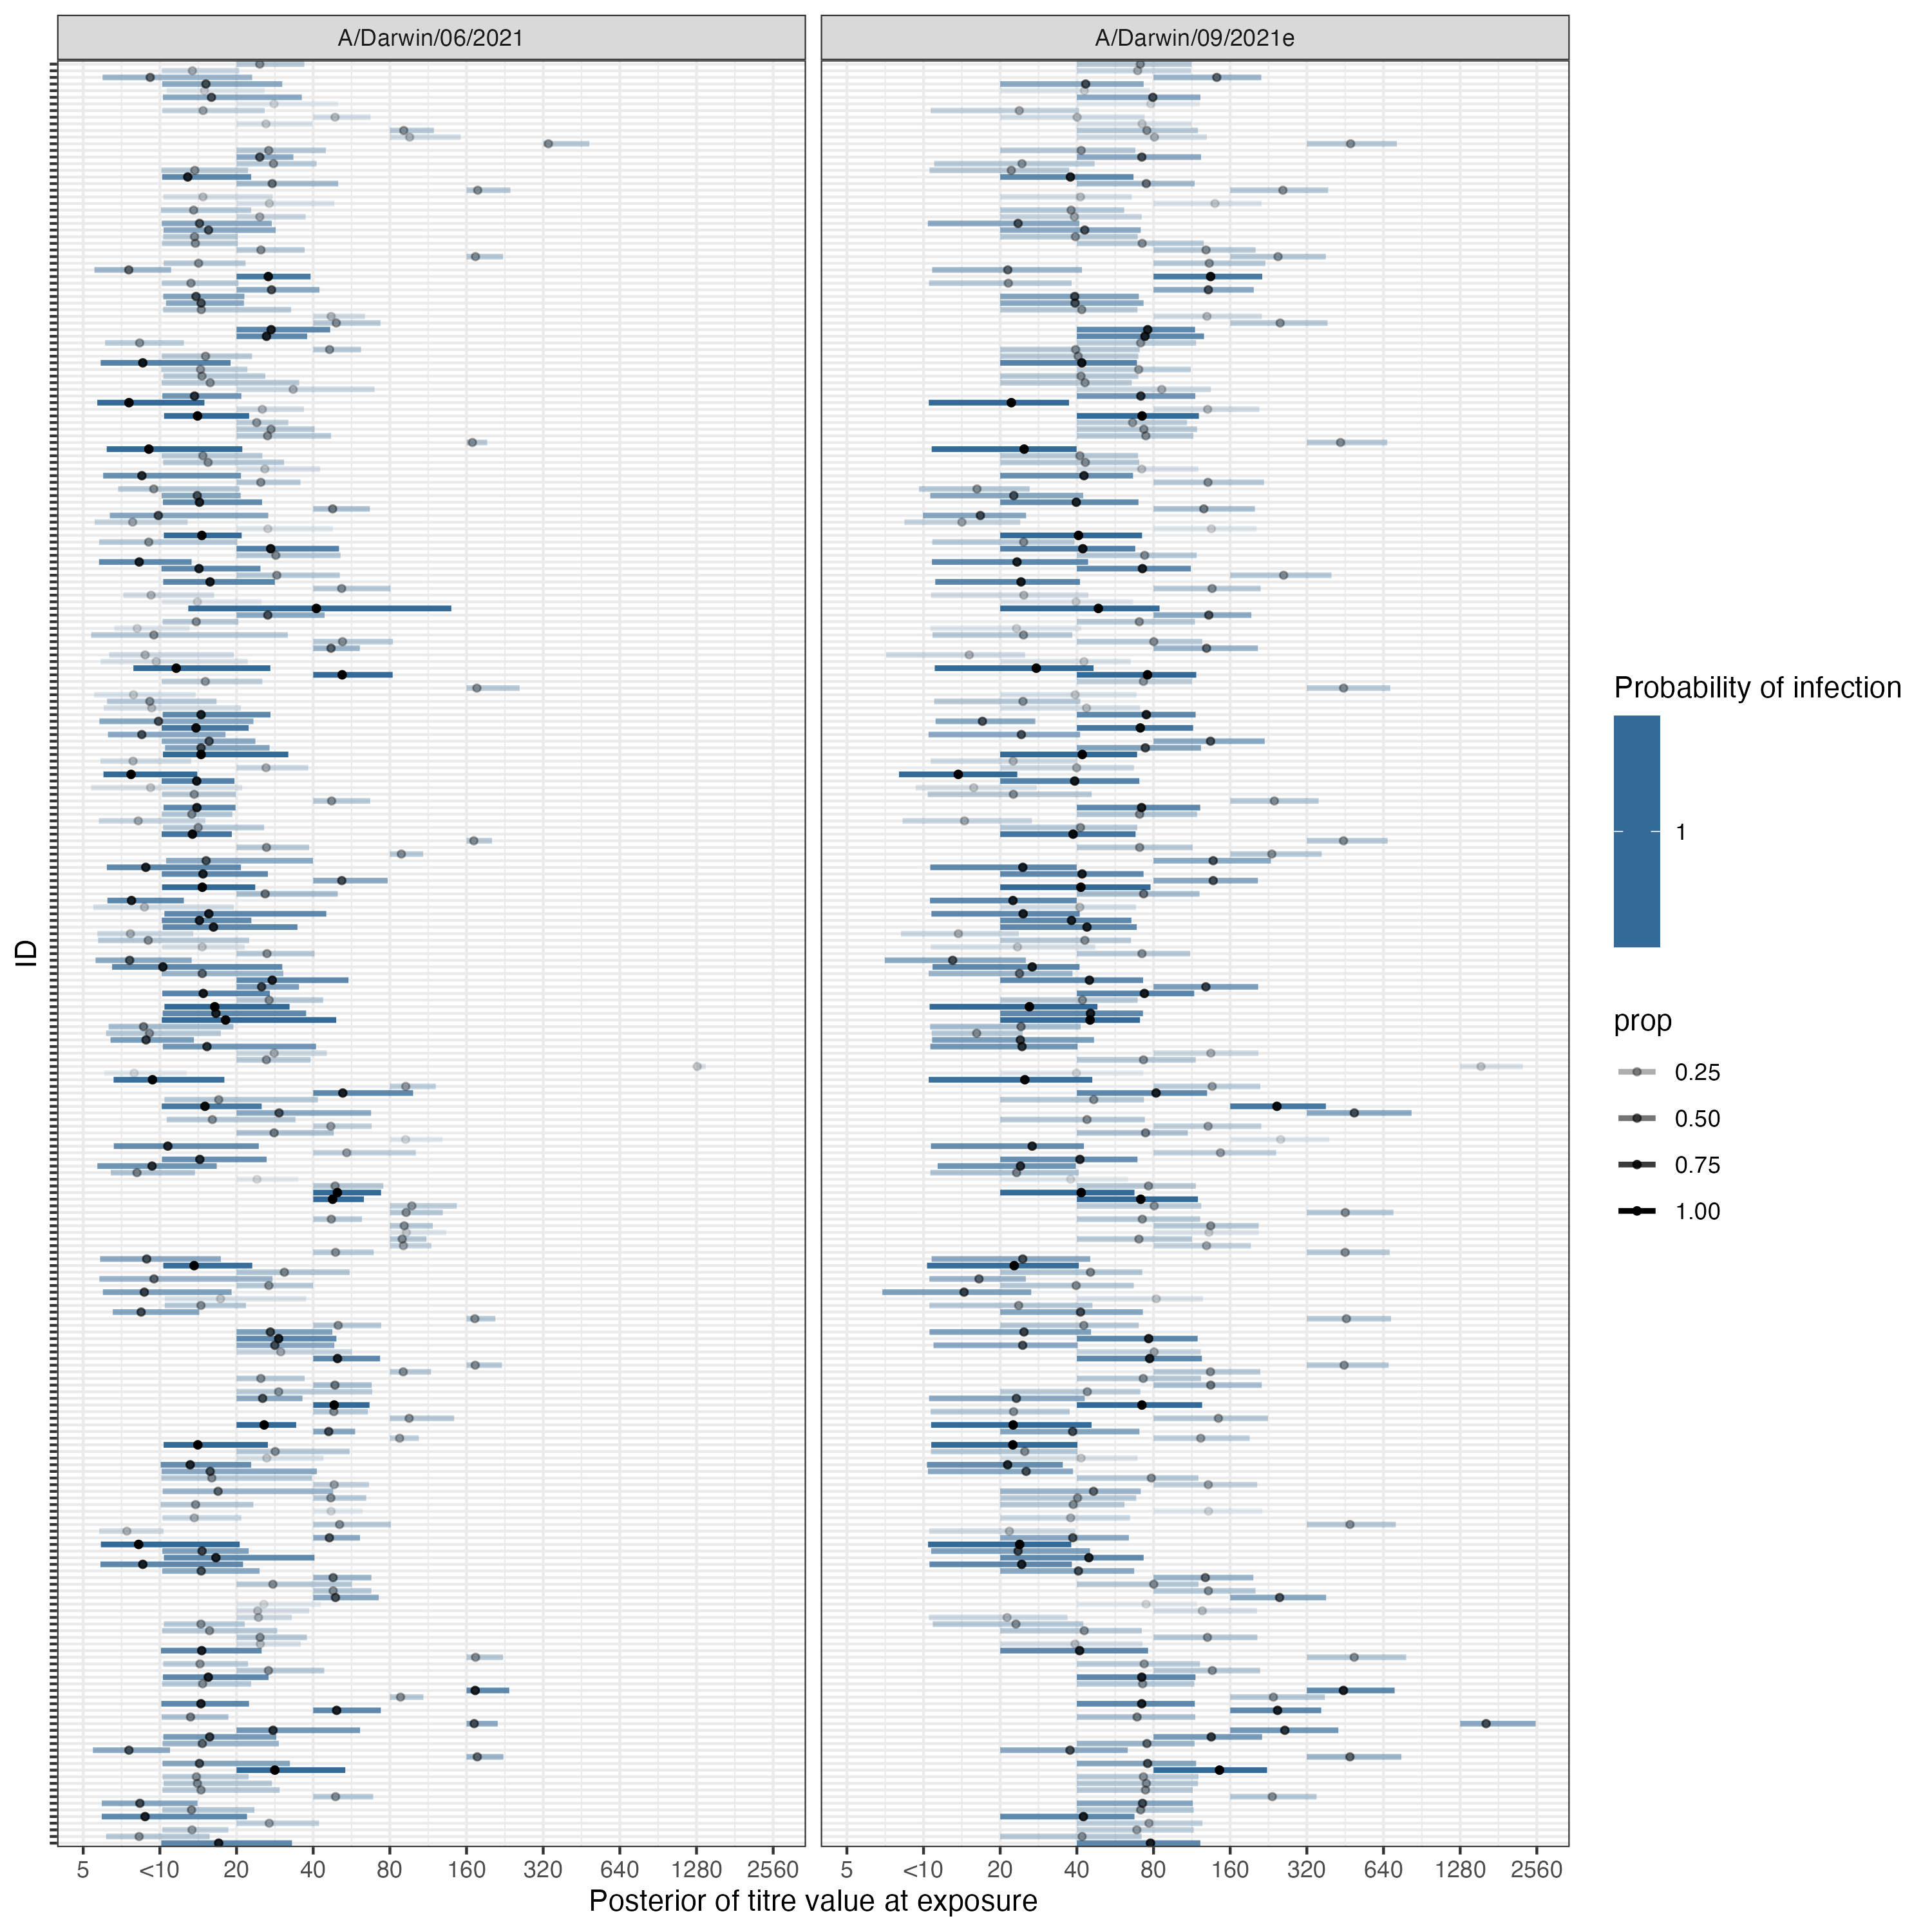 A/Darwin/06/2021
A/Darwin/09/2021e
ID
5 <10 20 40 80 160 320 640 1280 2560
5 <10 20 40 80 160 320 640 1280 2560
Posterior of titre value at exposure
Probability of infection
1
prop
0.25
0.50
0.75
1.00